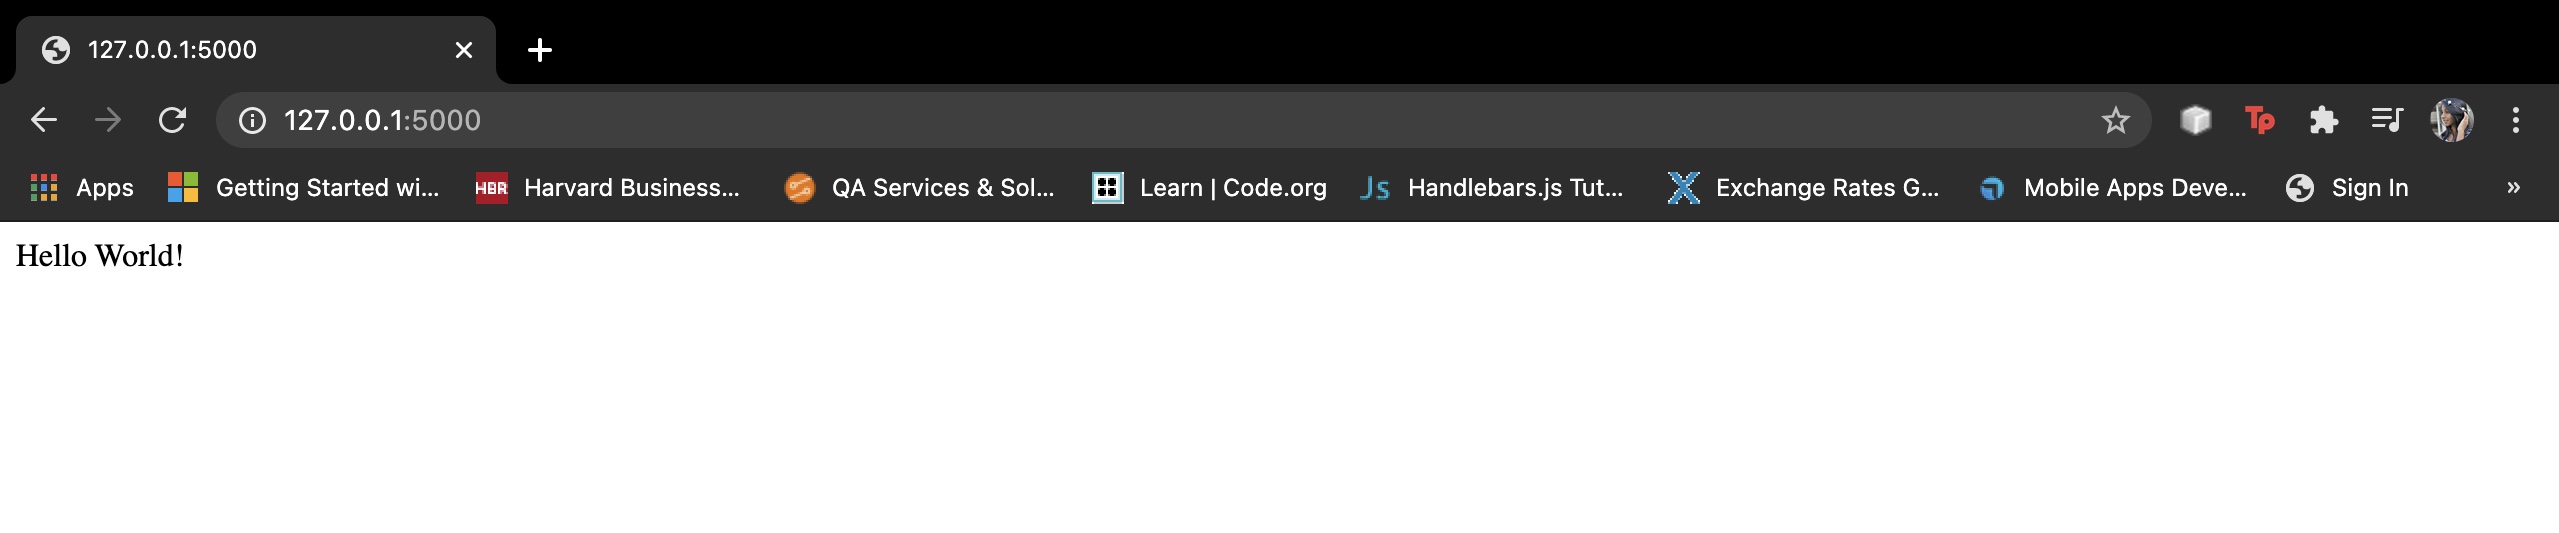 127.0.0.1:5000
127.0.0.1:5000
Apps Getting Started wi... HBR Harvard Business... QA Services & Sol... Learn | Code.org Js Handlebars.js Tut... X Exchange Rates G... Mobile Apps Deve... Sign In »
Hello World!